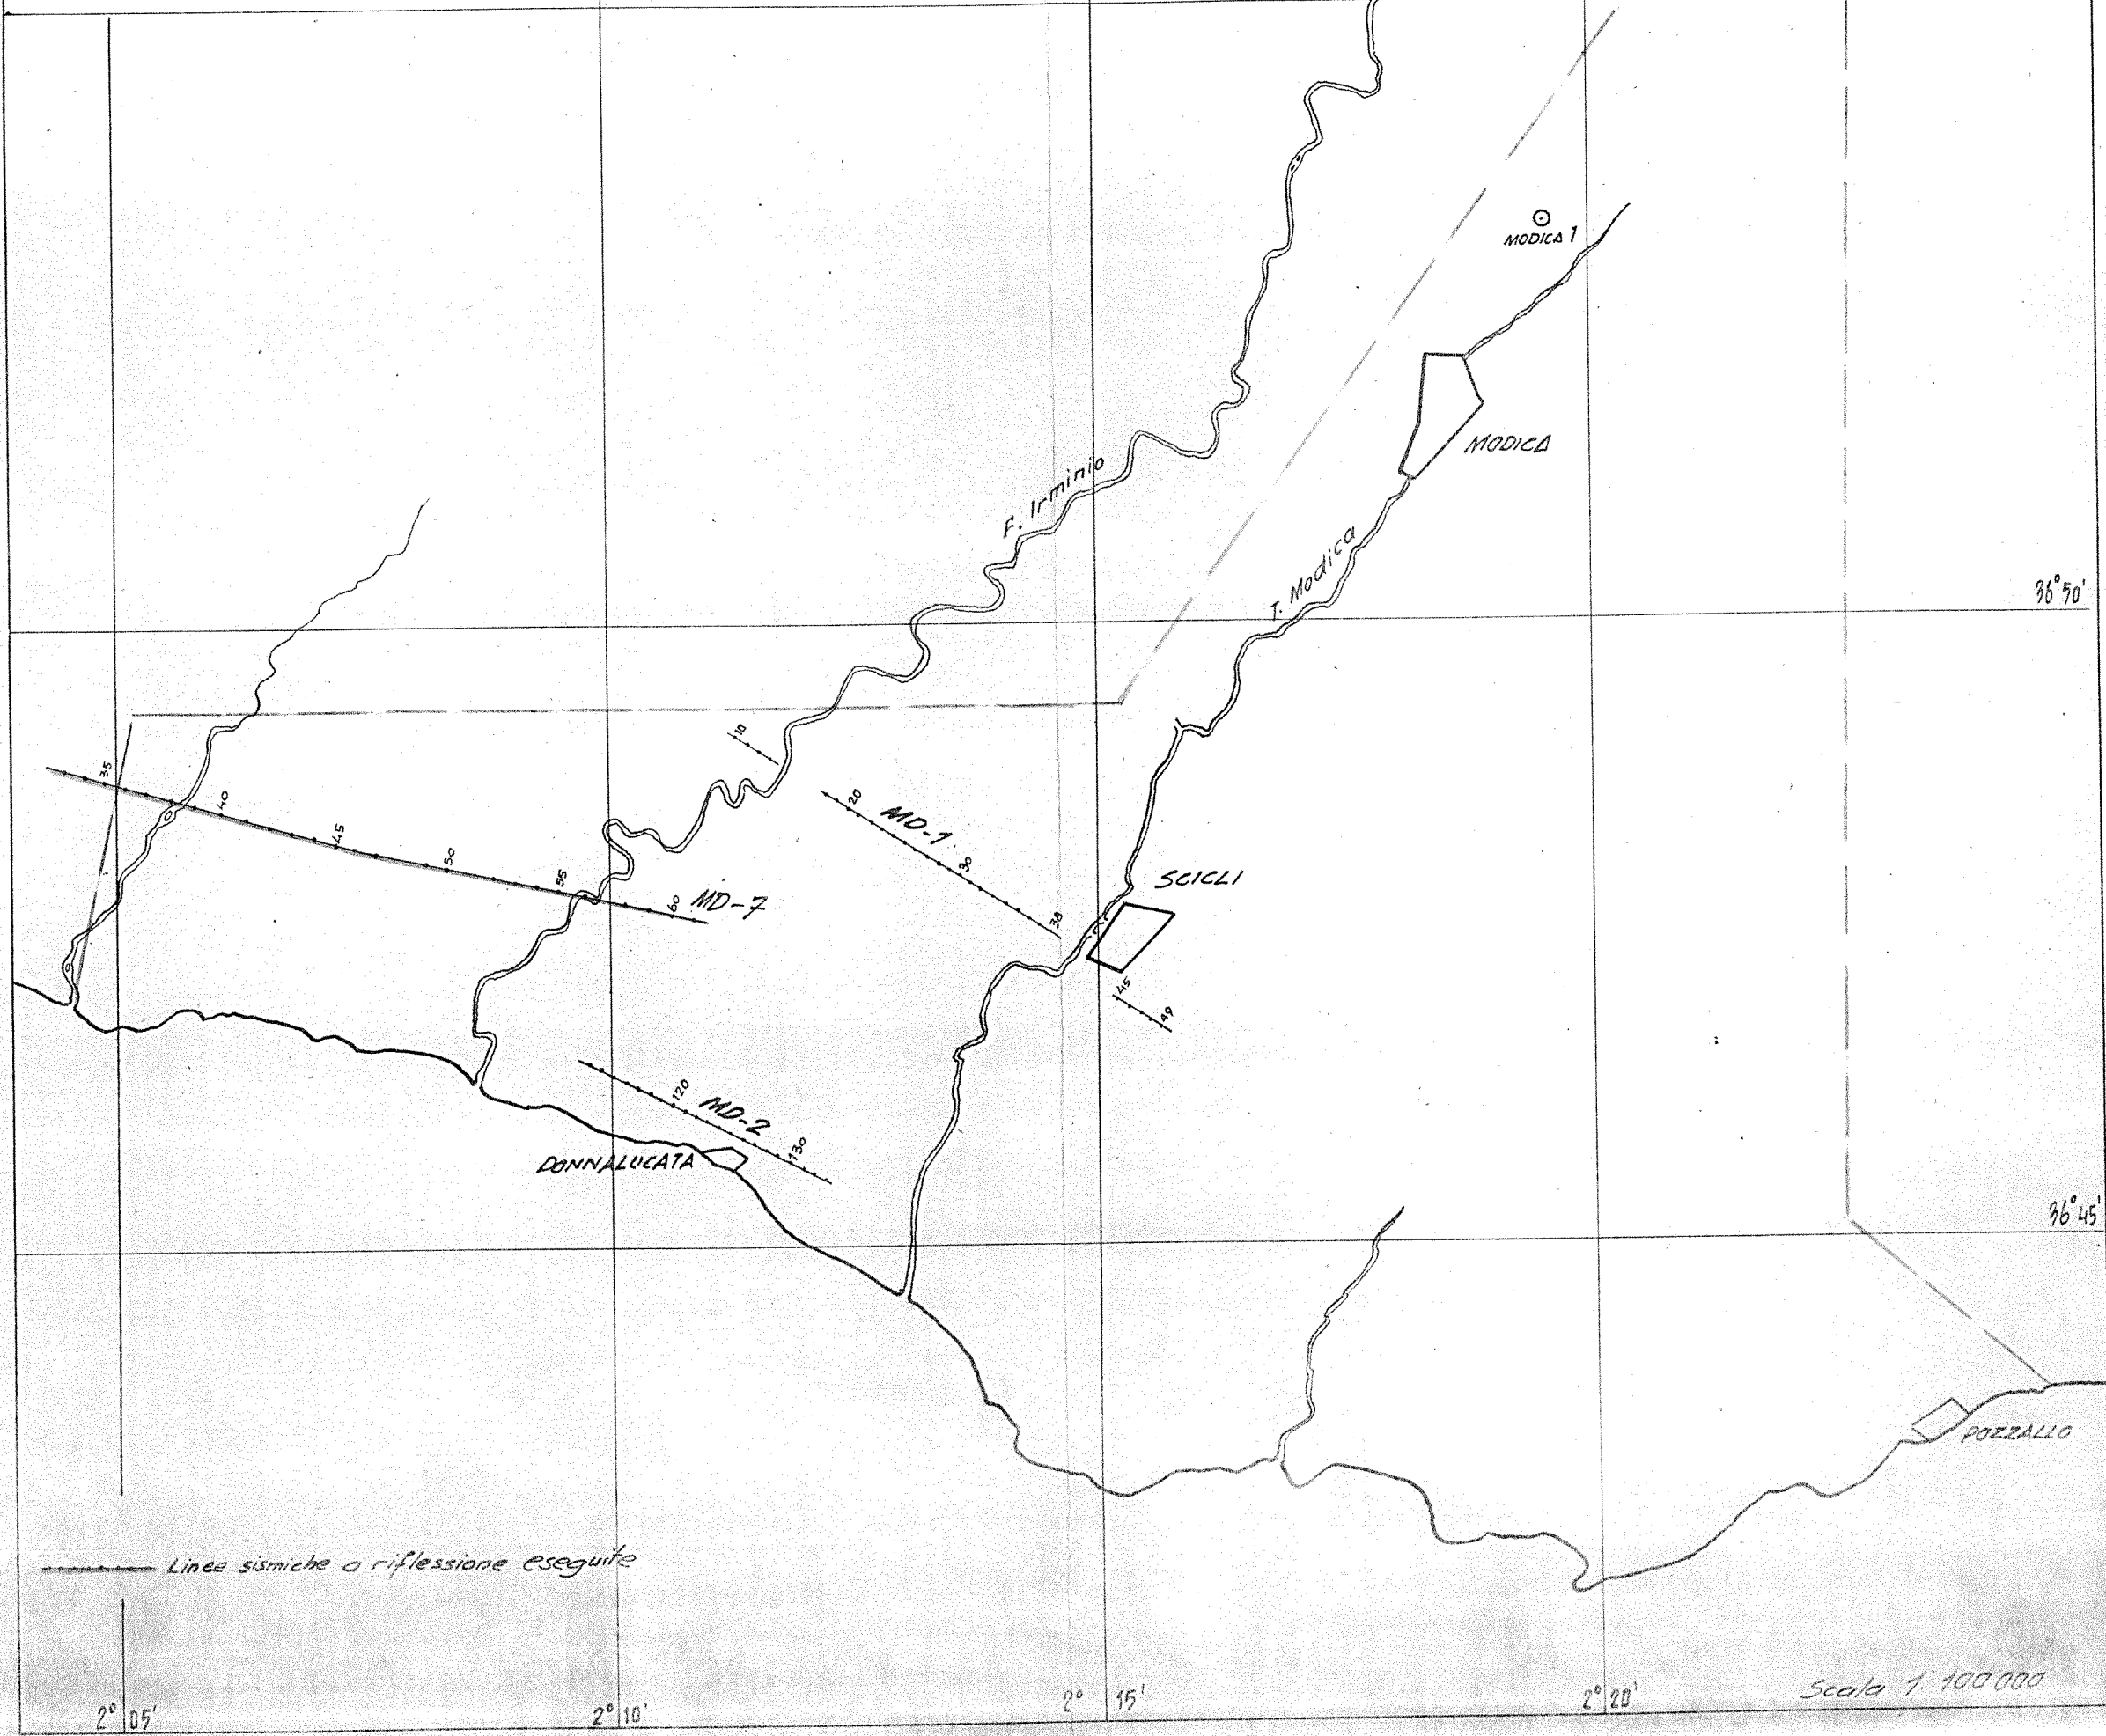 MODICA 1
MODICA
F. Irminio
T. Modica
36°50'
10
35
40
45
50
55
60
MD-7
20
MD-1
30
38
SCICLI
45
49
120
MD-2
130
DONNALUCATA
36°45'
POZZALLO
Linee sismiche a riflessione eseguite
Scala 1:100000
2° 05'
2° 10'
2° 15'
2° 20'